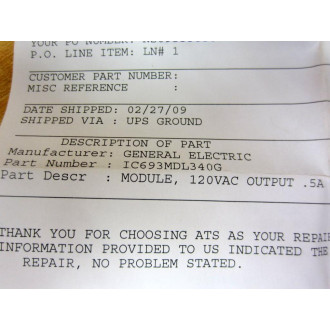 YOUR PO NUMBER:
P.O. LINE ITEM: LN# 1
CUSTOMER PART NUMBER:
MISC REFERENCE :
DATE SHIPPED: 02/27/09
SHIPPED VIA : UPS GROUND
DESCRIPTION OF PART
Manufacturer: GENERAL ELECTRIC
Part Number : IC693MDL340G
Part Descr : MODULE, 120VAC OUTPUT .5A
THANK YOU FOR CHOOSING ATS AS YOUR REPAIR
INFORMATION PROVIDED TO US INDICATED THE
REPAIR, NO PROBLEM STATED.